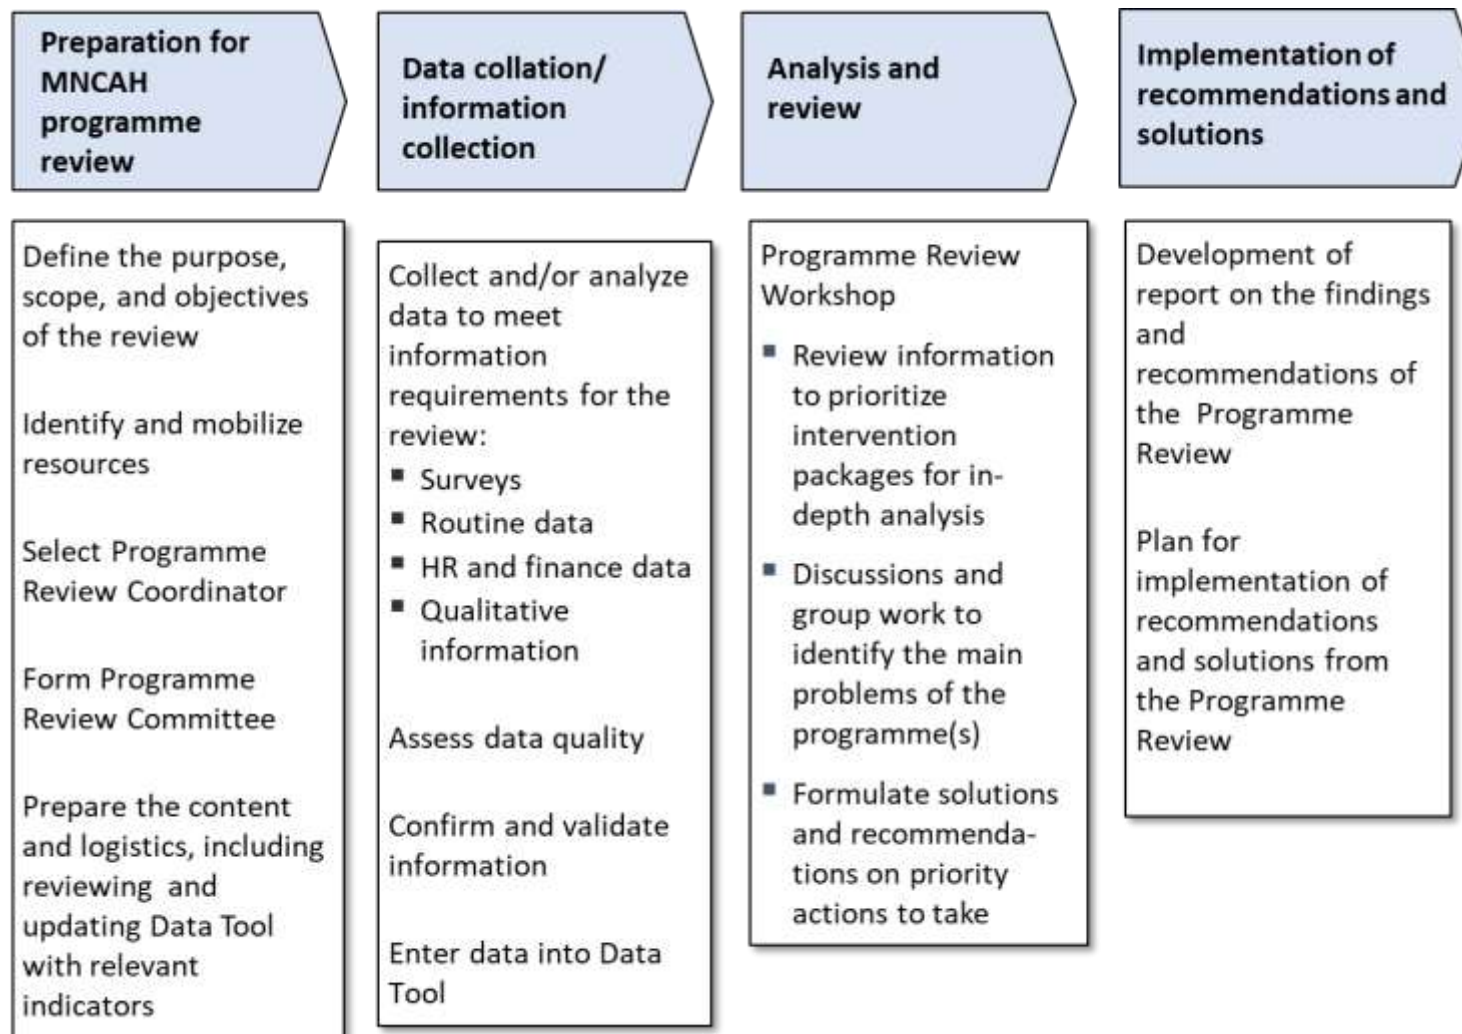 Preparation for
MNCAH
programme
review
Data collation/
information
collection
Analysis and
review
Implementation of
recommendations and
solutions
Define the purpose,
scope, and objectives
of the review
Identify and mobilize
resources
Select Programme
Review Coordinator
Form Programme
Review Committee
Prepare the content
and logistics, including
reviewing and
updating Data Tool
with relevant
indicators
Collect and/or analyze
data to meet
information
requirements for the
review:
▪ Surveys
▪ Routine data
▪ HR and finance data
▪ Qualitative
information
Assess data quality
Confirm and validate
information
Enter data into Data
Tool
Programme Review
Workshop
▪ Review information
to prioritize
intervention
packages for in-
depth analysis
▪ Discussions and
group work to
identify the main
problems of the
programme(s)
▪ Formulate solutions
and recommenda-
tions on priority
actions to take
Development of
report on the findings
and
recommendations of
the Programme
Review
Plan for
implementation of
recommendations
and solutions from
the Programme
Review